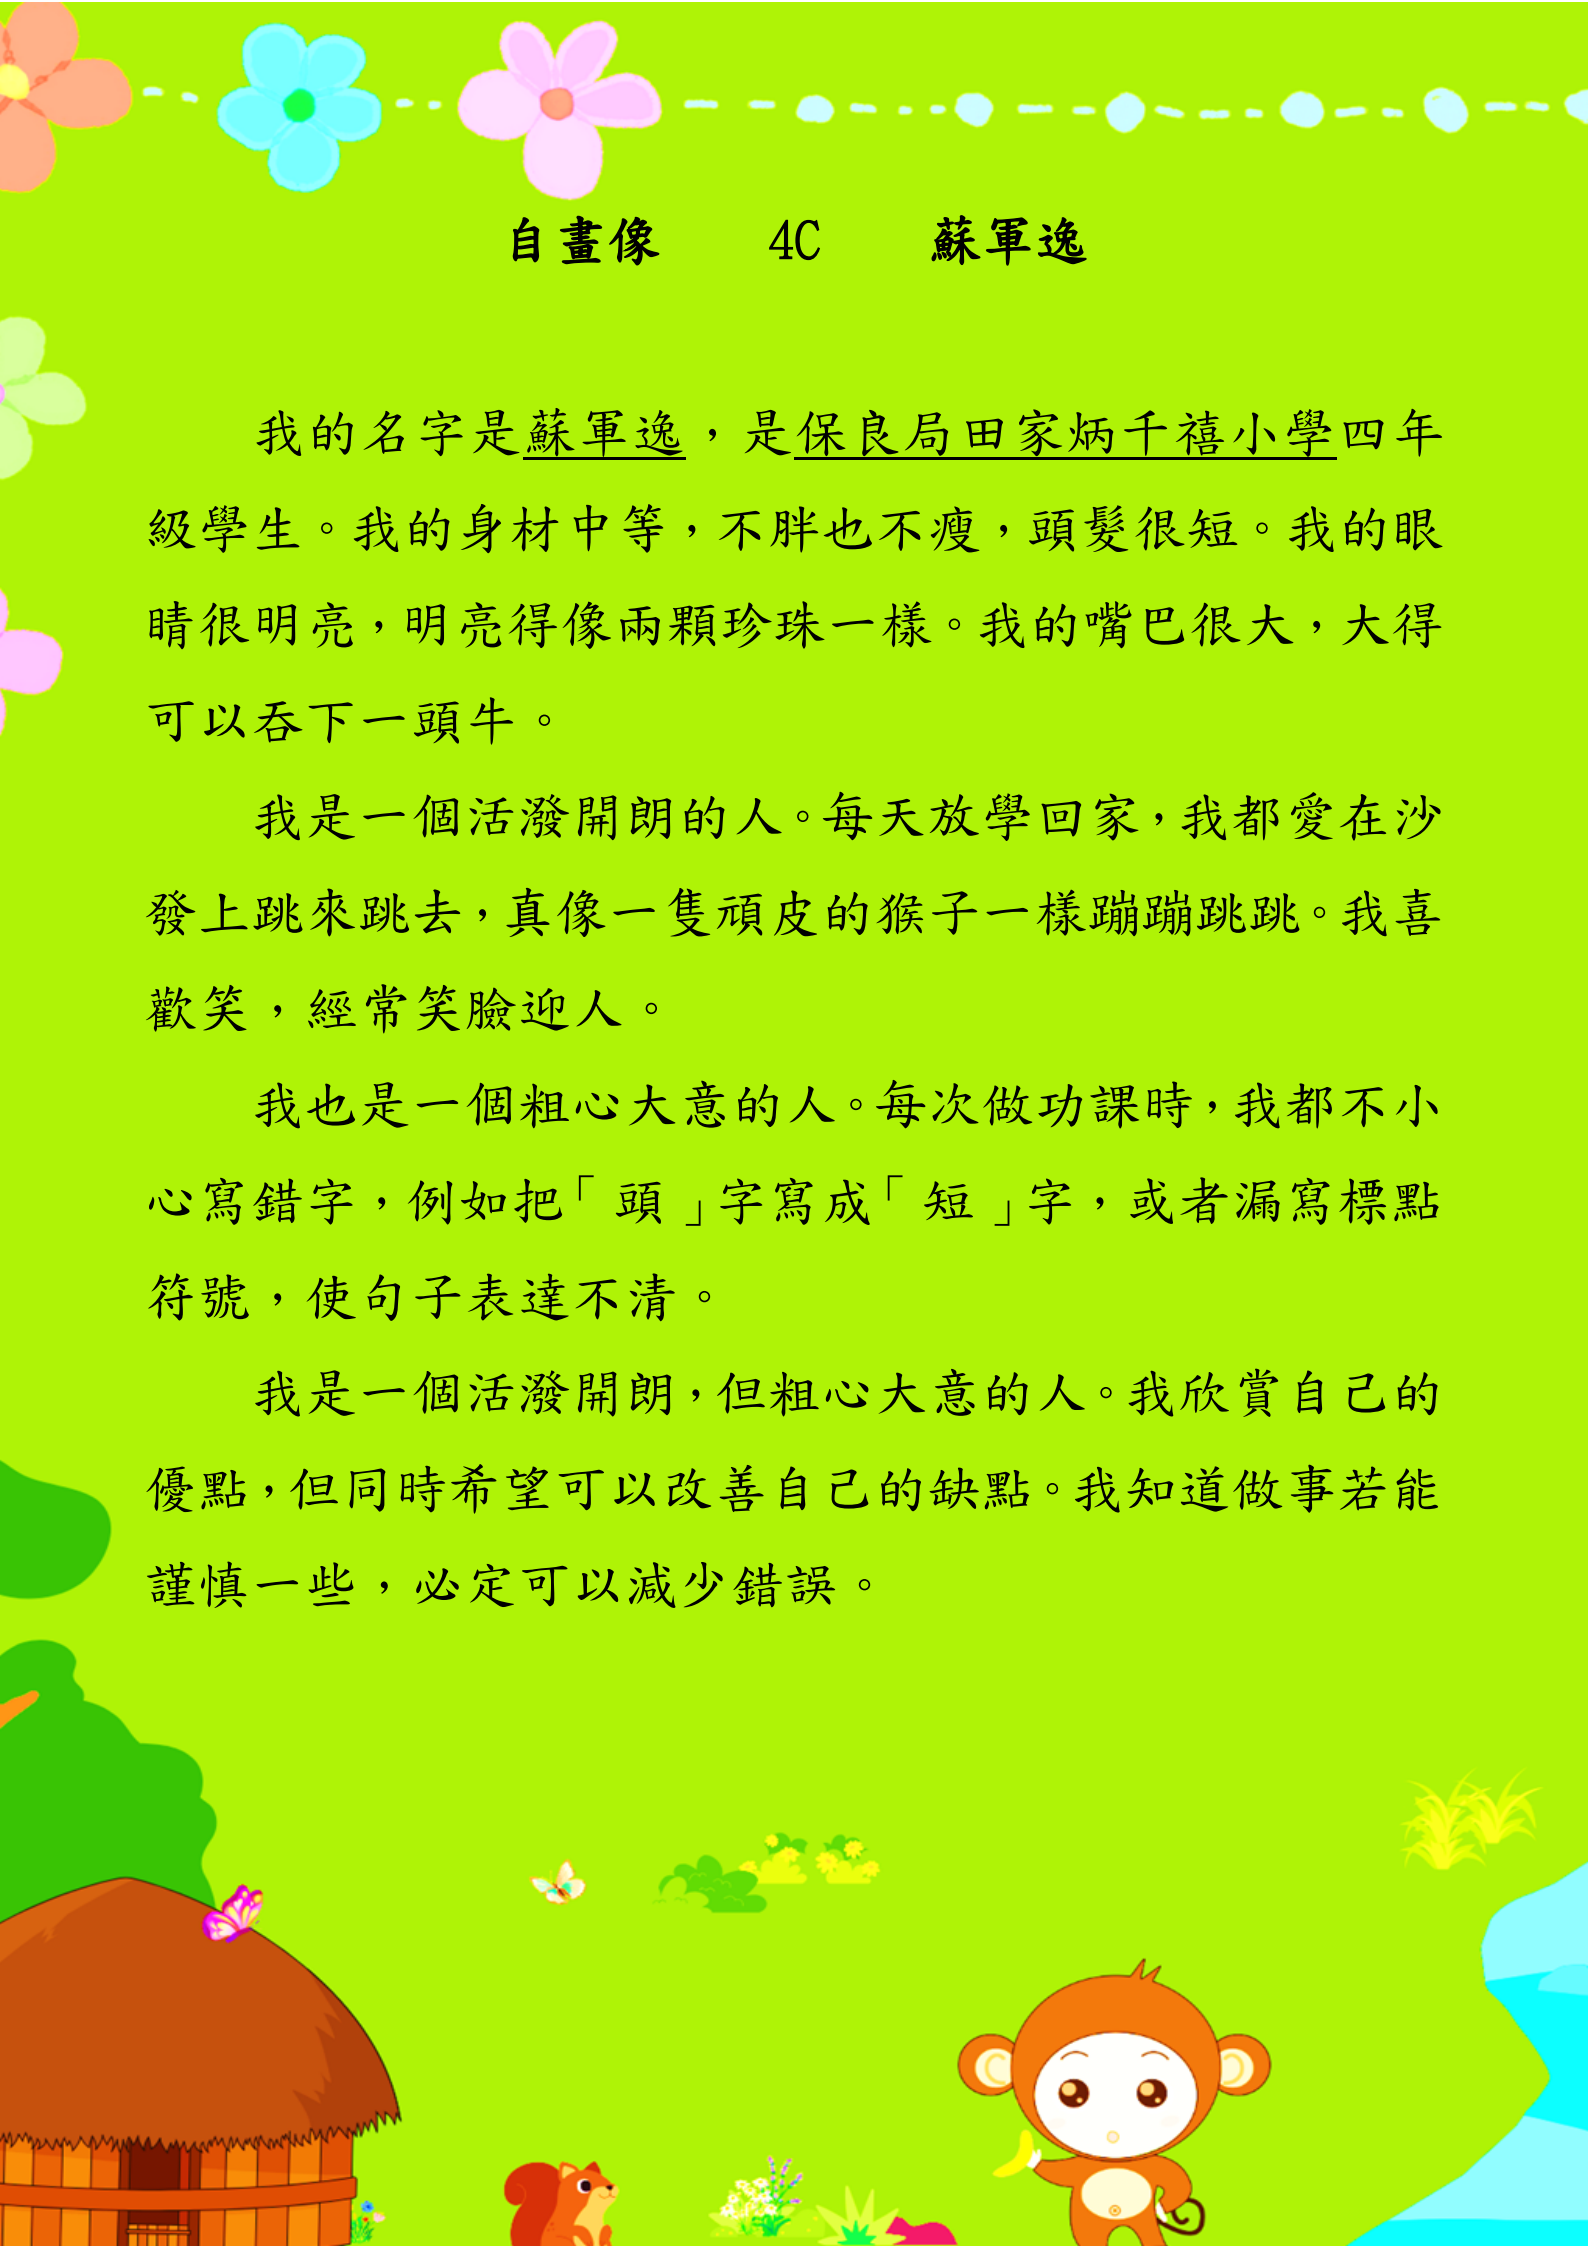 自畫像 4C 蘇軍逸
我的名字是蘇軍逸，是保良局田家炳千禧小學四年
級學生。我的身材中等，不胖也不瘦，頭髮很短。我的眼
睛很明亮，明亮得像兩顆珍珠一樣。我的嘴巴很大，大得
可以吞下一頭牛。
我是一個活潑開朗的人。每天放學回家，我都愛在沙
發上跳來跳去，真像一隻頑皮的猴子一樣蹦蹦跳跳。我喜
歡笑，經常笑臉迎人。
我也是一個粗心大意的人。每次做功課時，我都不小
心寫錯字，例如把「頭」字寫成「短」字，或者漏寫標點
符號，使句子表達不清。
我是一個活潑開朗，但粗心大意的人。我欣賞自己的
優點，但同時希望可以改善自己的缺點。我知道做事若能
謹慎一些，必定可以減少錯誤。